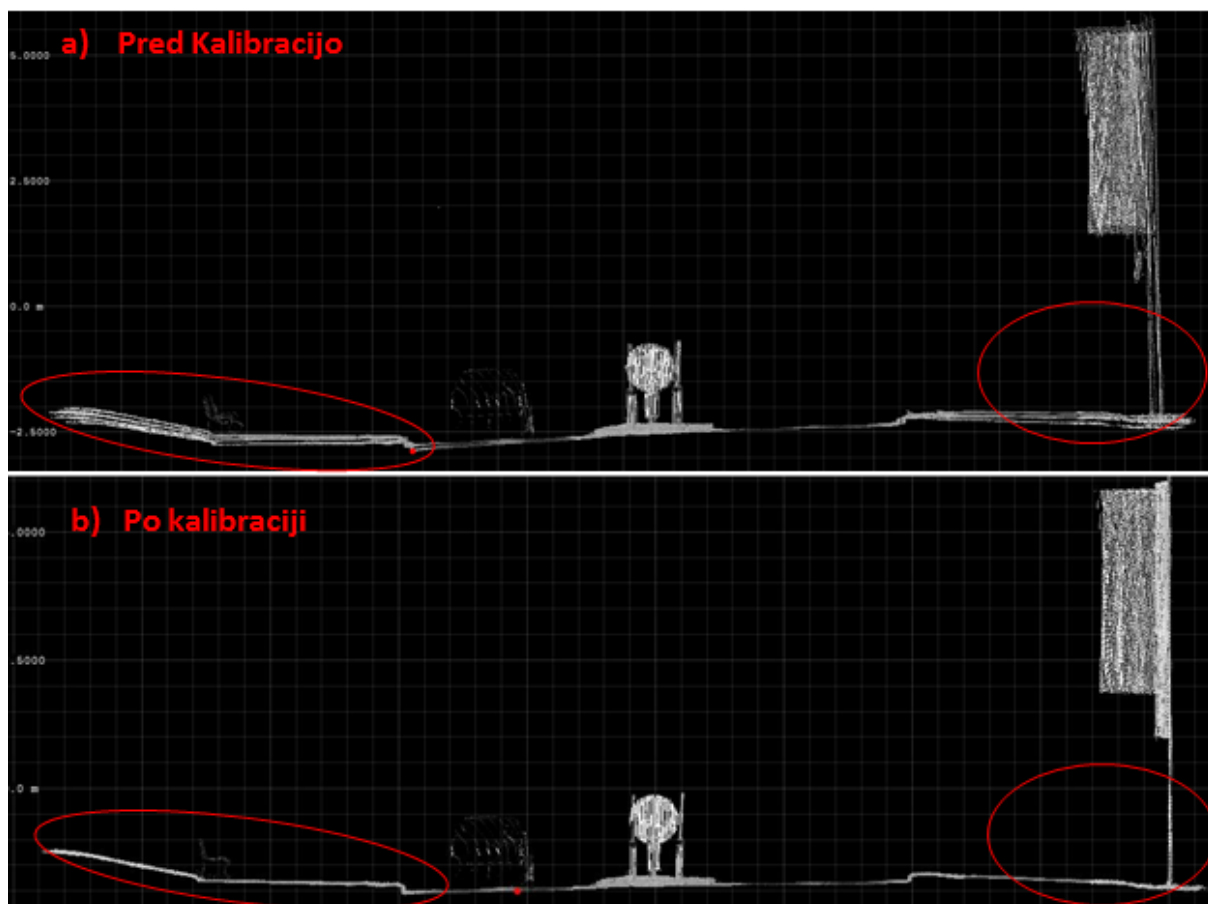 a) Pred Kalibracijo
5.0000
2.5000
0.0 m
-2.5000
b) Po kalibraciji
.0000
.5000
.0 m